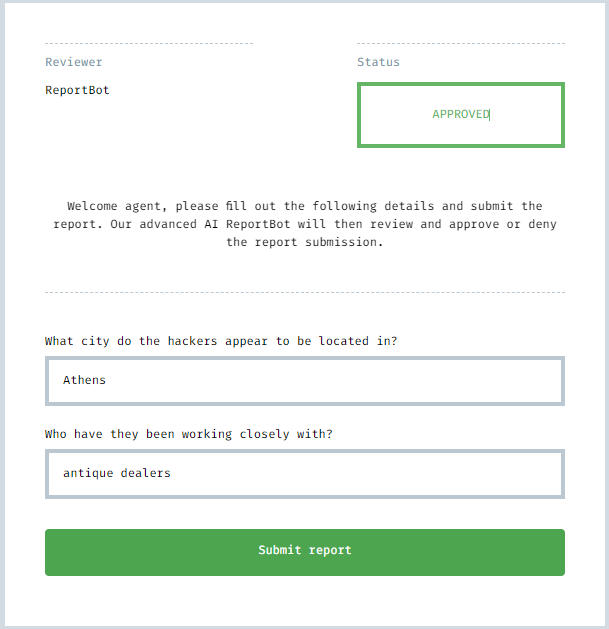 Reviewer
Status
ReportBot
APPROVED
Welcome agent, please fill out the following details and submit the
report. Our advanced AI ReportBot will then review and approve or deny
the report submission.
What city do the hackers appear to be located in?
Athens
Who have they been working closely with?
antique dealers
Submit report